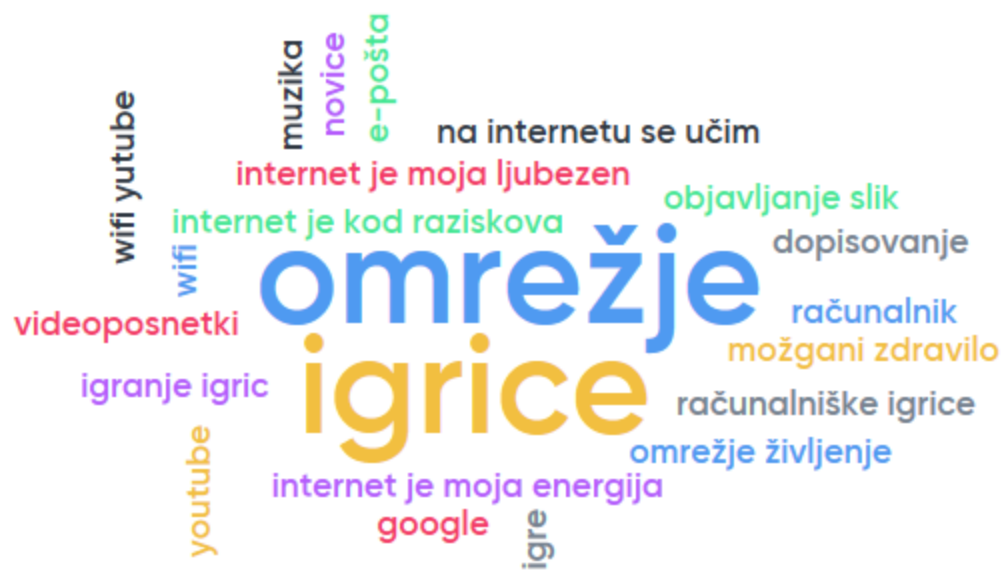 muzika
novice
e-pošta
wifi yutube
na internetu se učim
internet je moja ljubezen
objavljanje slik
internet je kod raziskova
dopisovanje
wifi
omrežje
računalnik
videoposnetki
možgani zdravilo
igrice
igranje igric
računalniške igrice
omrežje življenje
youtube
internet je moja energija
google
igre